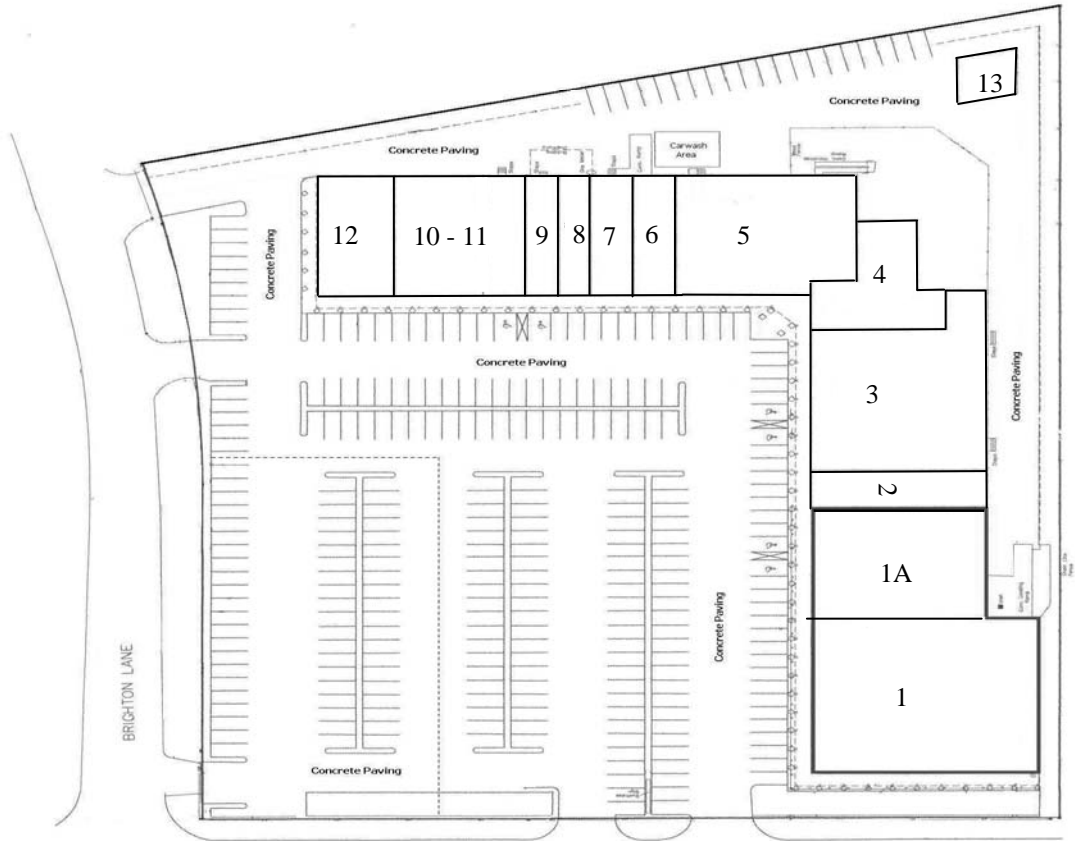 13
Concrete Paving
Carwash
Area
Concrete Paving
12
10 - 11
9
8
7
6
5
4
Concrete Paving
Concrete Paving
3
Concrete Paving
2
1A
Concrete Paving
1
BRIGHTON LANE
Concrete Paving